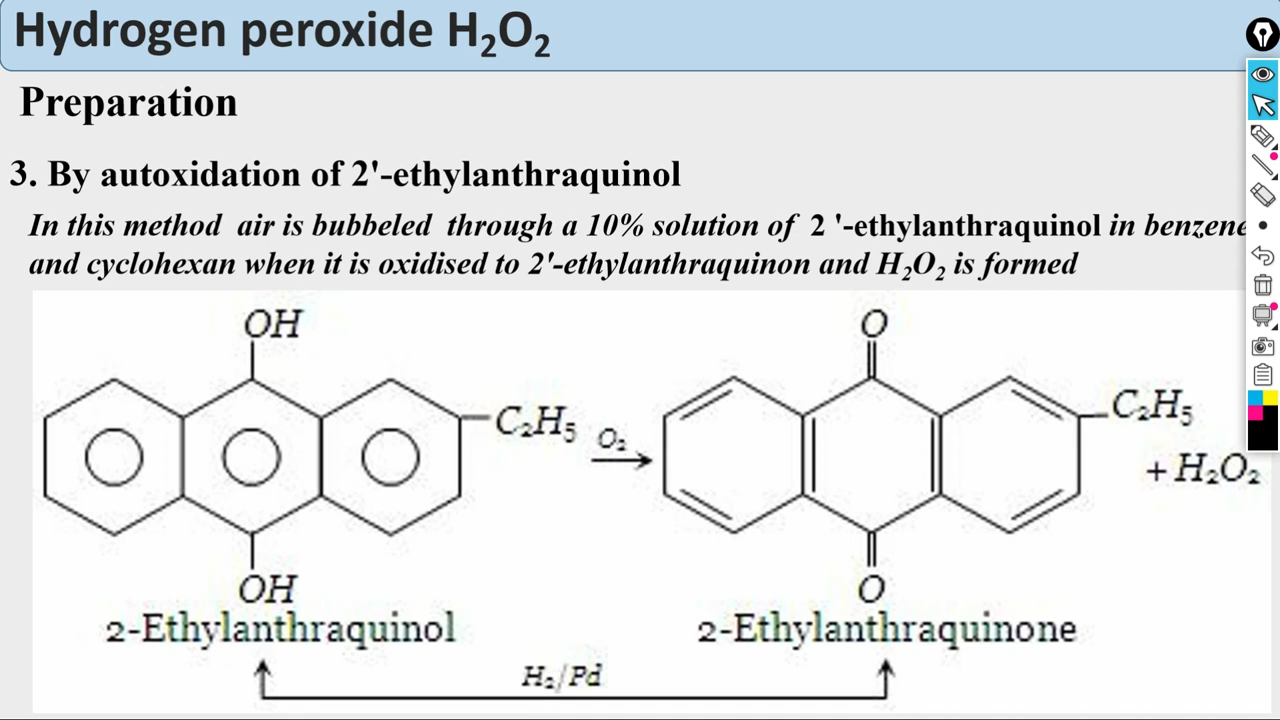 Hydrogen peroxide H₂O₂
Preparation
3. By autoxidation of 2'-ethylanthraquinol
In this method air is bubbled through a 10% solution of 2 '-ethylanthraquinol in benzene
and cyclohexan when it is oxidised to 2'-ethylanthraquinon and H₂O₂ is formed
OH
O
C₂H₅
O₂
C₂H₅
+ H₂O₂
OH
O
2-Ethylanthraquinol
2-Ethylanthraquinone
H₂/Pd